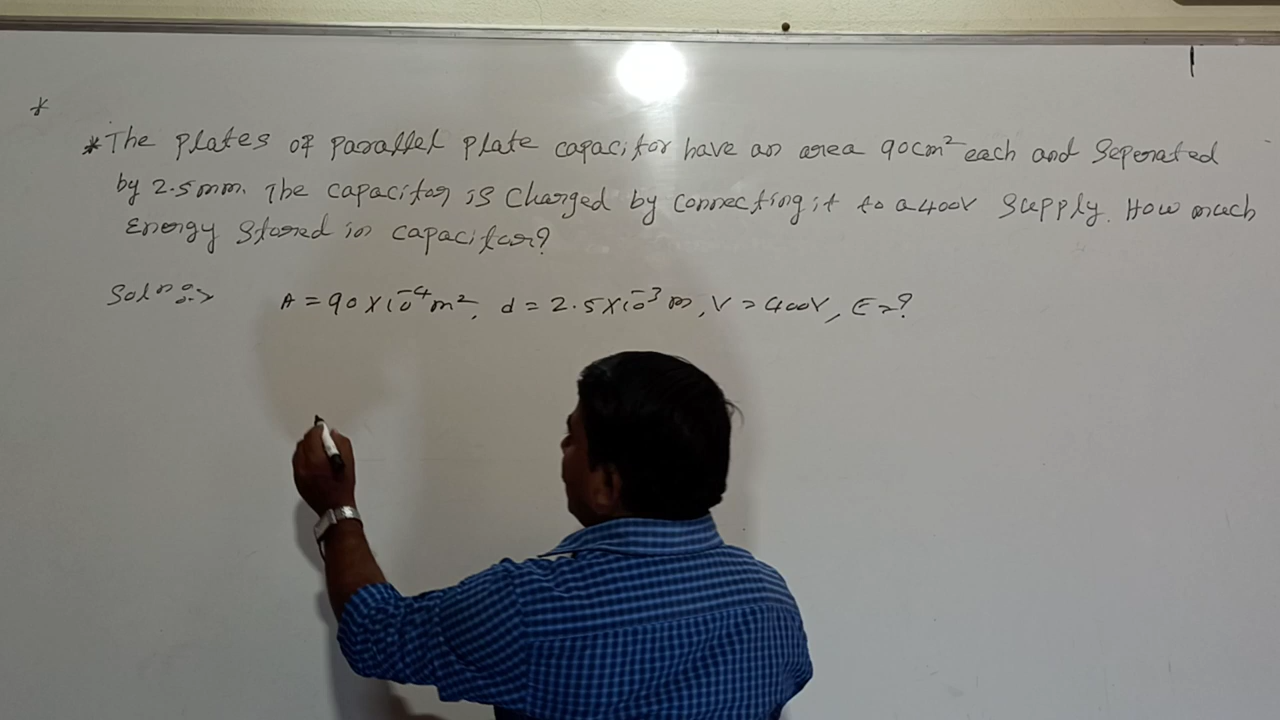 *
*The plates of parallel plate capacitor have an area 90cm² each and Seperated
by 2.5mm. The capacitor is charged by connecting it to a 400V supply. How much
Energy stored in capacitor?
Soln:-> A = 90 x 10⁻⁴ m², d = 2.5 x 10⁻³ m, V = 400V, E = ?